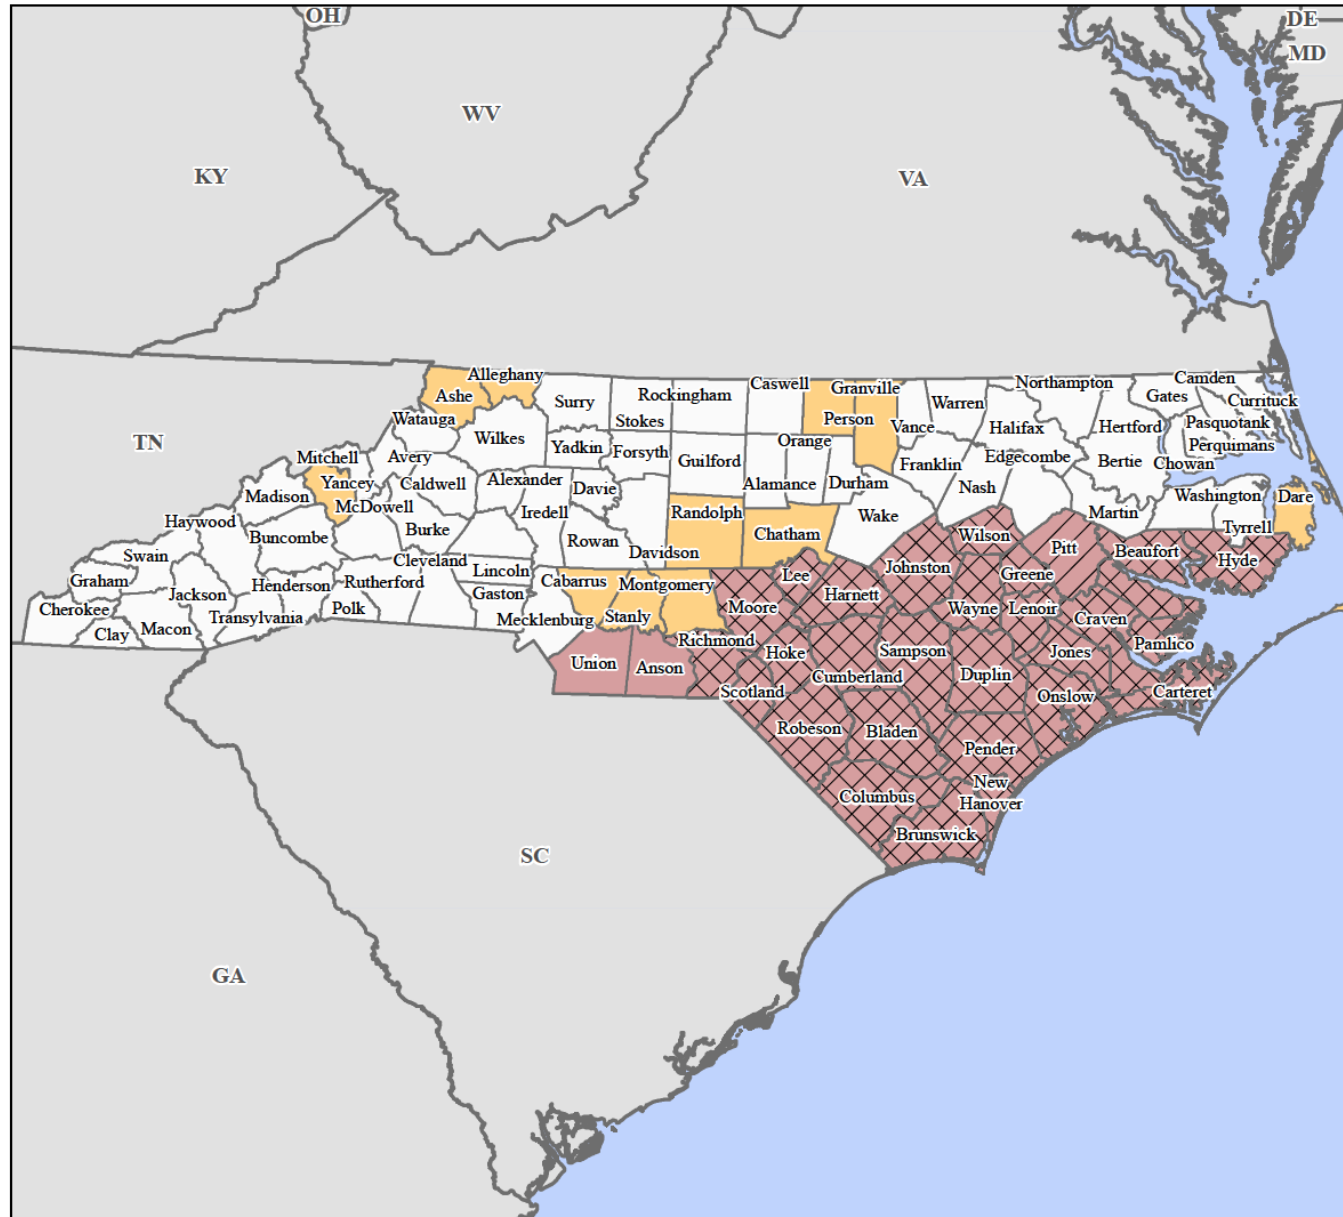 OH
DE
MD
WV
KY
VA
TN
Alleghany
Ashe
Surry
Rockingham
Stokes
Caswell
Granville
Person
Northampton
Camden
Gates
Currituck
Warren
Vance
Halifax
Hertford
Pasquotank
Perquimans
Watauga
Wilkes
Yadkin
Forsyth
Guilford
Orange
Alamance
Durham
Franklin
Edgecombe
Bertie
Chowan
Mitchell
Avery
Yancey
Caldwell
Alexander
Davie
Nash
Madison
McDowell
Iredell
Randolph
Wake
Martin
Washington
Dare
Tyrrell
Haywood
Buncombe
Burke
Rowan
Davidson
Chatham
Wilson
Pitt
Beaufort
Hyde
Swain
Cleveland
Lincoln
Cabarrus
Montgomery
Lee
Johnston
Greene
Graham
Jackson
Henderson
Rutherford
Gaston
Harnett
Cherokee
Macon
Transylvania
Polk
Mecklenburg
Stanly
Moore
Wayne
Lenoir
Craven
Clay
Richmond
Pamlico
Union
Anson
Hoke
Sampson
Jones
Scotland
Cumberland
Duplin
Onslow
Carteret
Robeson
Bladen
Pender
Columbus
New
Hanover
Brunswick
SC
GA